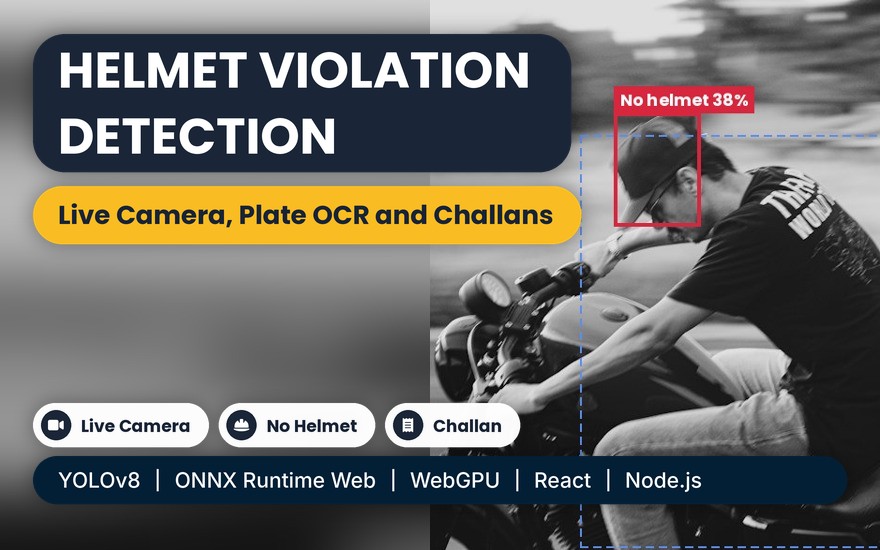 HELMET VIOLATION
DETECTION
Live Camera, Plate OCR and Challans
No helmet 38%
Live Camera
No Helmet
Challan
YOLOv8 | ONNX Runtime Web | WebGPU | React | Node.js